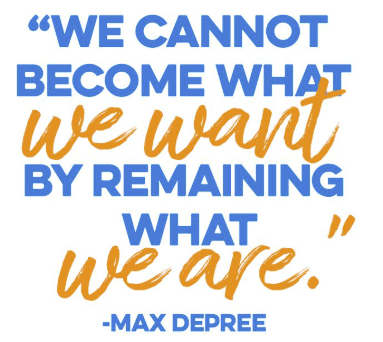 “WE CANNOT
BECOME WHAT
we want
BY REMAINING
WHAT
we are.”
-MAX DEPREE